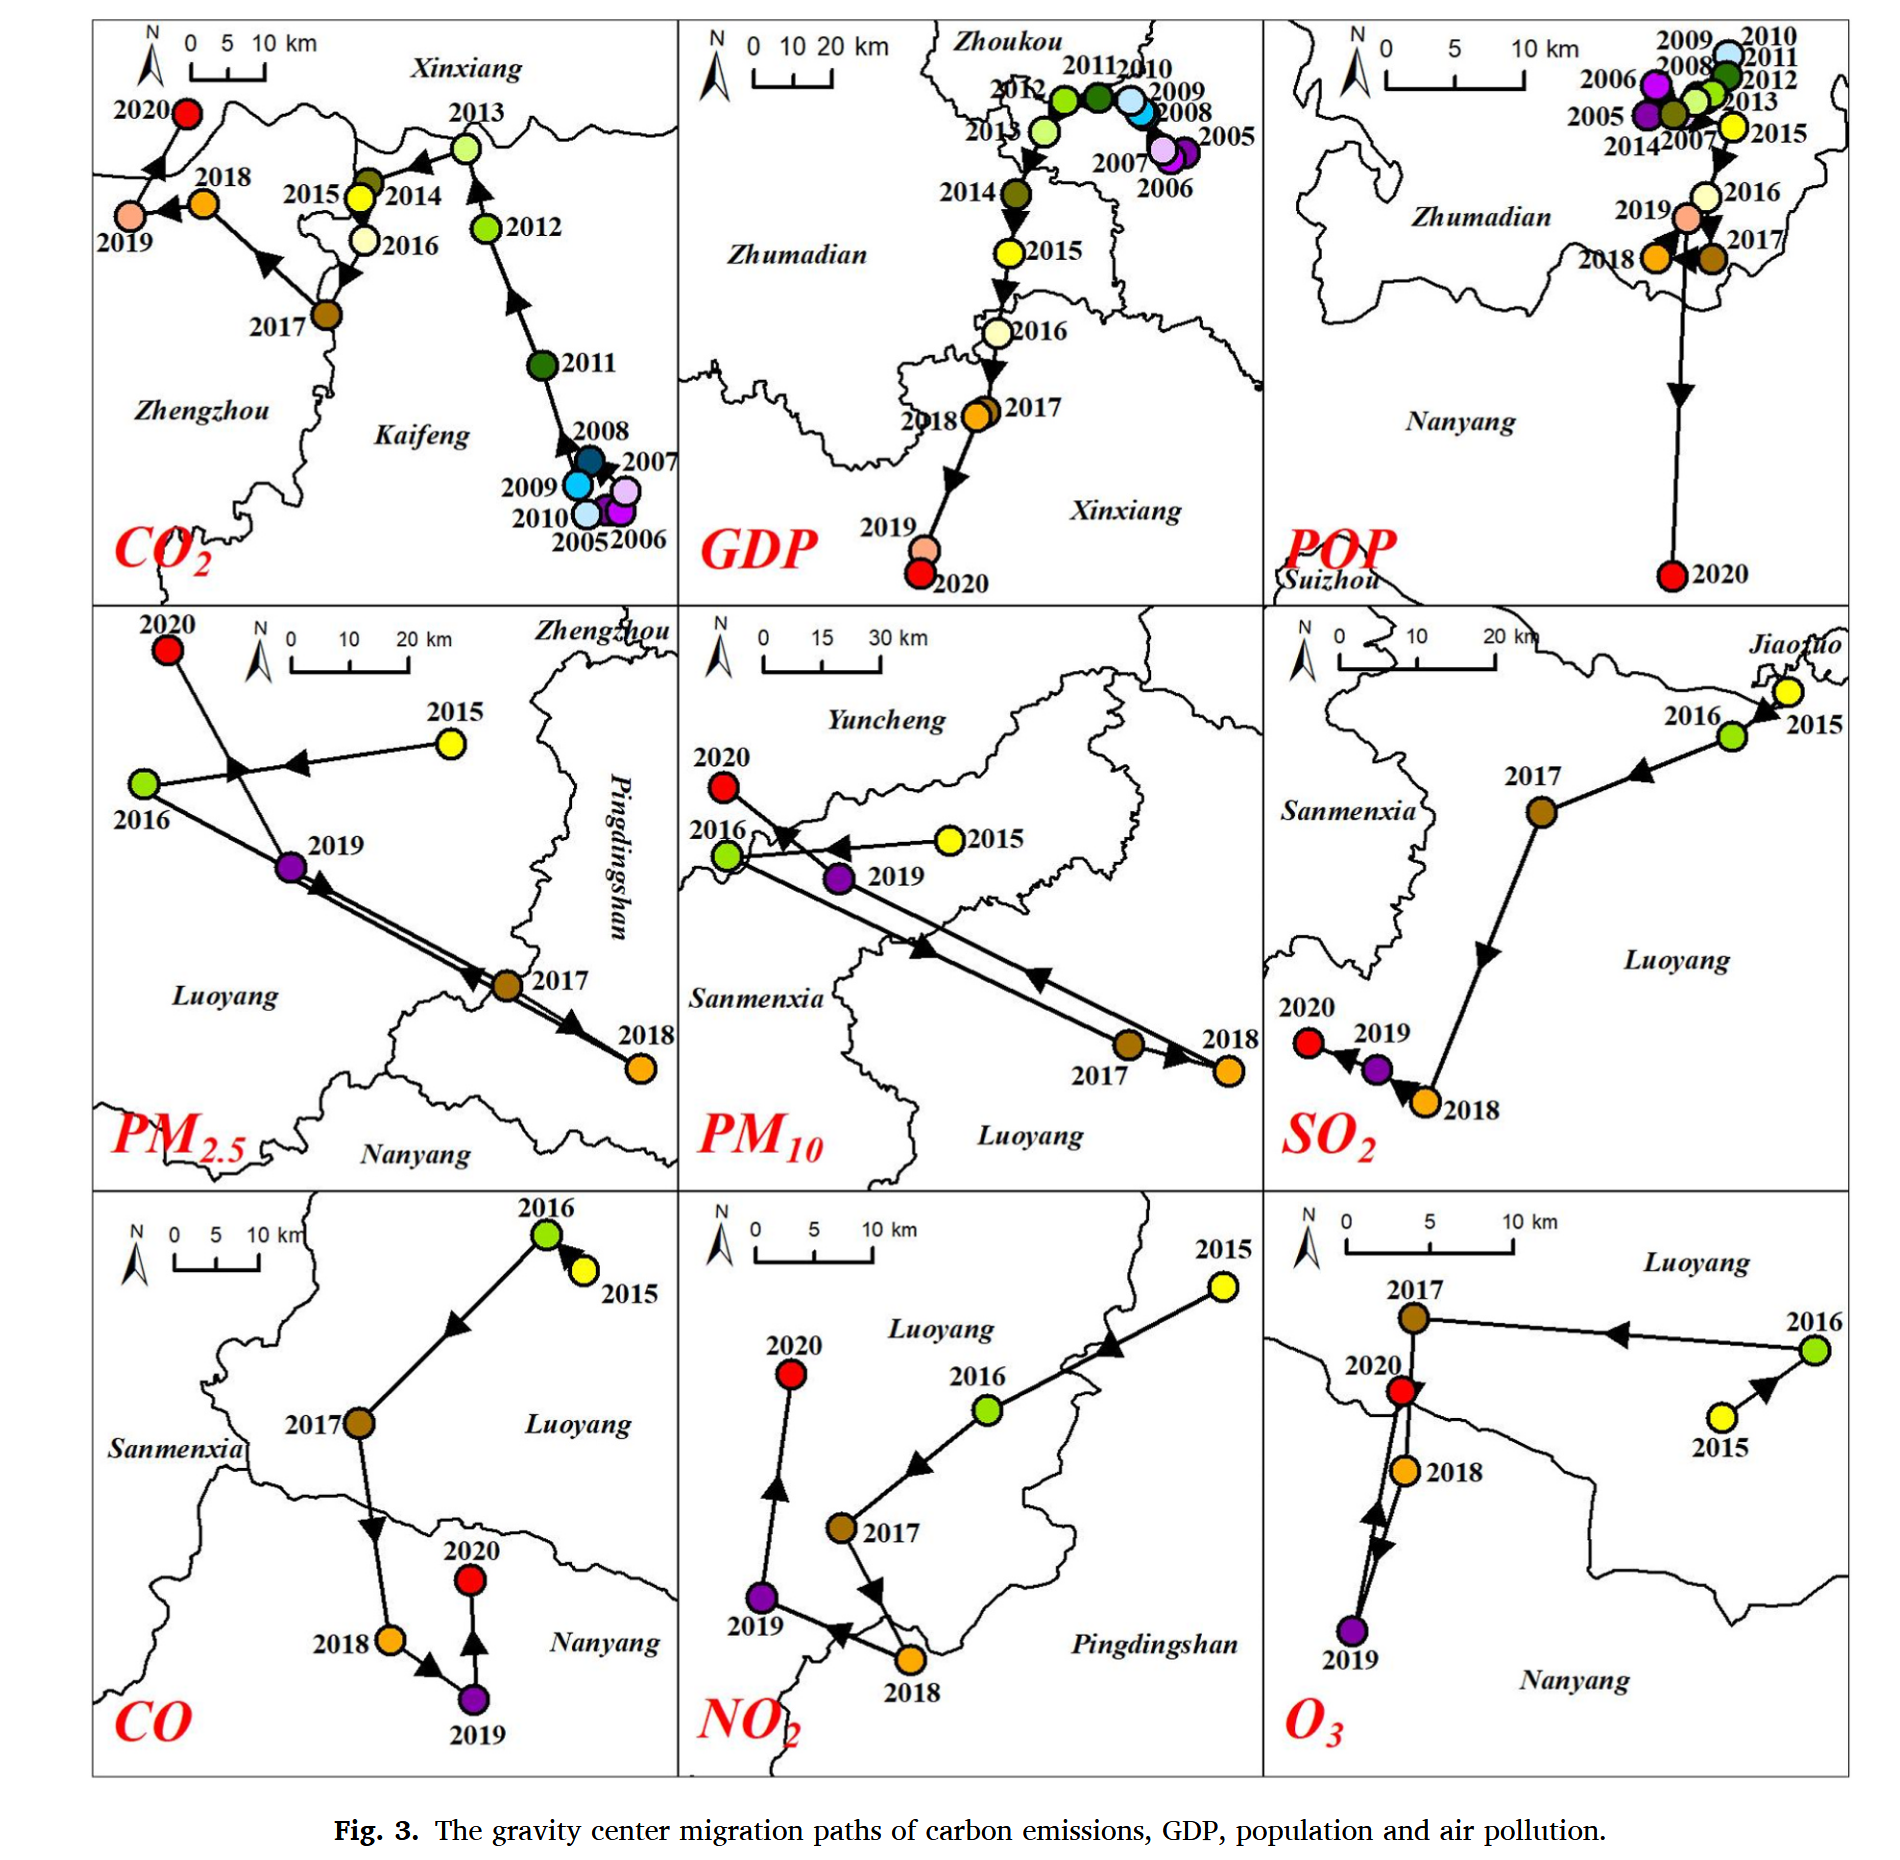 N
0 5 10 km
Xinxiang
2020
2013
2018
2015
2014
2012
2019
2016
2017
2011
Zhengzhou
Kaifeng
2008
2007
2009
2010
2005
2006
CO2
N
0 10 20 km
Zhoukou
2011
2010
2012
2009
2008
2013
2005
2007
2006
2014
Zhumadian
2015
2016
2018
2017
Xinxiang
2019
GDP
2020
N
0 5 10 km
2009
2010
2008
2011
2006
2012
2013
2005
2014
2007
2015
2016
2019
Zhumadian
2017
2018
Nanyang
POP
Suizhou
2020
2020
N
0 10 20 km
Zhengzhou
2015
2016
Pingdingshan
2019
2017
Luoyang
2018
PM2.5
Nanyang
N
0 15 30 km
Yuncheng
2020
2016
2015
2019
Sanmenxia
2018
2017
PM10
Luoyang
N
0 10 20 km
Jiaozuo
2016
2015
2017
Sanmenxia
Luoyang
2020
2019
2018
SO2
N
0 5 10 km
2016
2015
2017
Luoyang
Sanmenxia
2020
2018
Nanyang
CO
2019
N
0 5 10 km
2015
Luoyang
2020
2016
2017
2019
Pingdingshan
2018
NO2
N
0 5 10 km
Luoyang
2017
2016
2020
2015
2018
2019
Nanyang
O3
Fig. 3. The gravity center migration paths of carbon emissions, GDP, population and air pollution.